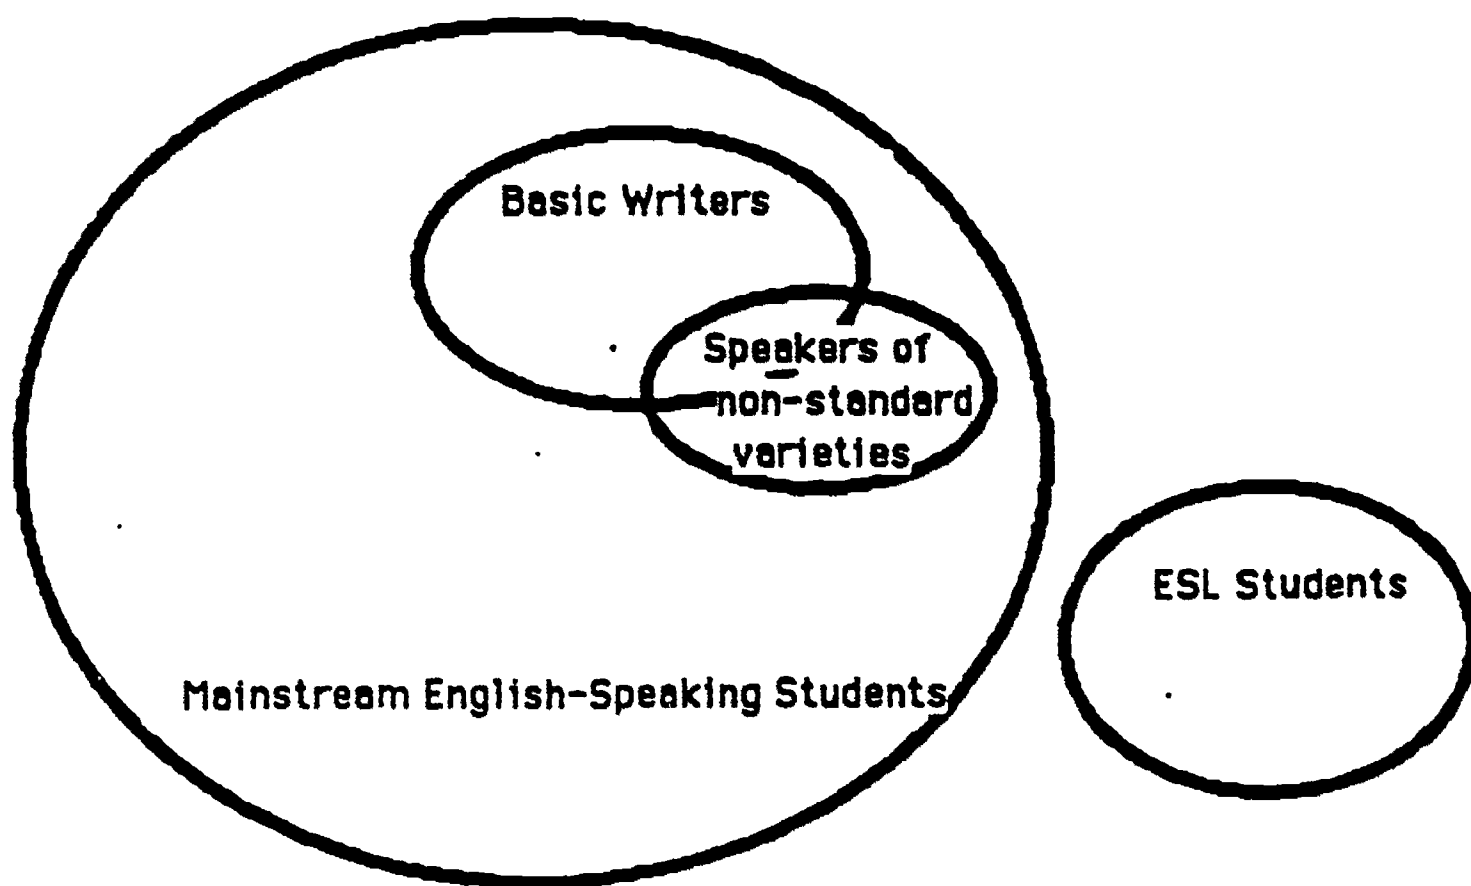 Basic Writers
Speakers of
non-standard
varieties
ESL Students
Mainstream English-Speaking Students